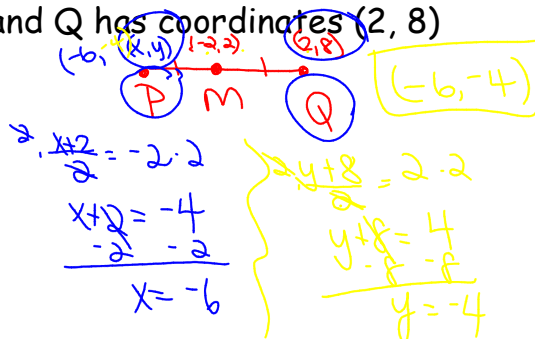 and Q has coordinates (2, 8)
(-6, -4) (x,y) (-2,2) (2,8)
P M Q
(-6,-4)
2 · x+2/2 = -2 · 2
x+2 = -4
-2 -2
x = -6
2 · y+8/2 = 2 · 2
y+8 = 4
-8 -8
y = -4